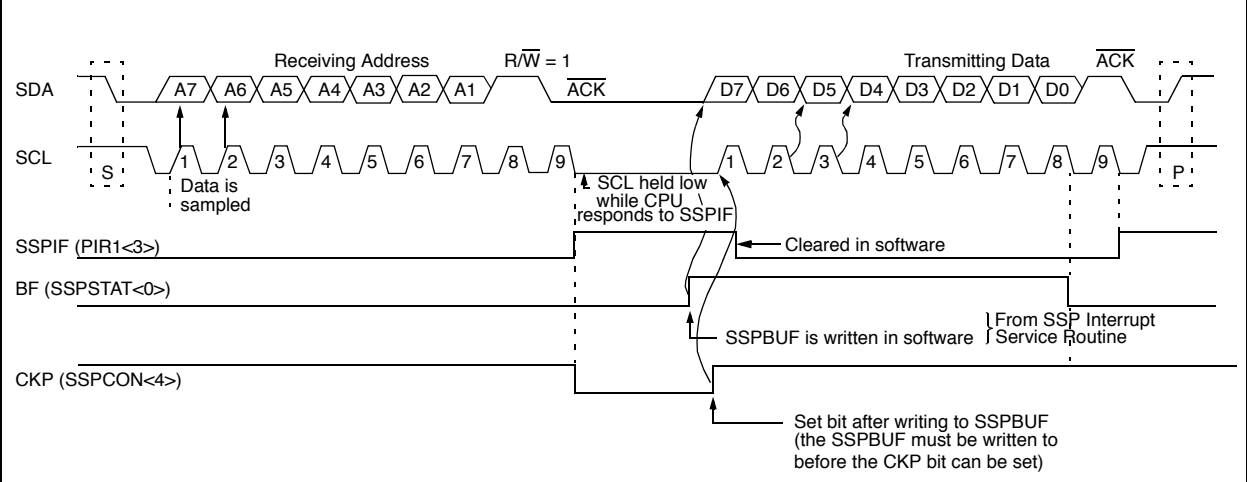 Receiving Address R/W̅ = 1 Transmitting Data A̅C̅K̅
SDA A7 A6 A5 A4 A3 A2 A1 A̅C̅K̅ D7 D6 D5 D4 D3 D2 D1 D0
SCL S 1 2 3 4 5 6 7 8 9 1 2 3 4 5 6 7 8 9 P
Data is
sampled
SCL held low
while CPU
responds to SSPIF
SSPIF (PIR1<3>) Cleared in software
BF (SSPSTAT<0>)
SSPBUF is written in software
From SSP Interrupt
Service Routine
CKP (SSPCON<4>)
Set bit after writing to SSPBUF
(the SSPBUF must be written to
before the CKP bit can be set)